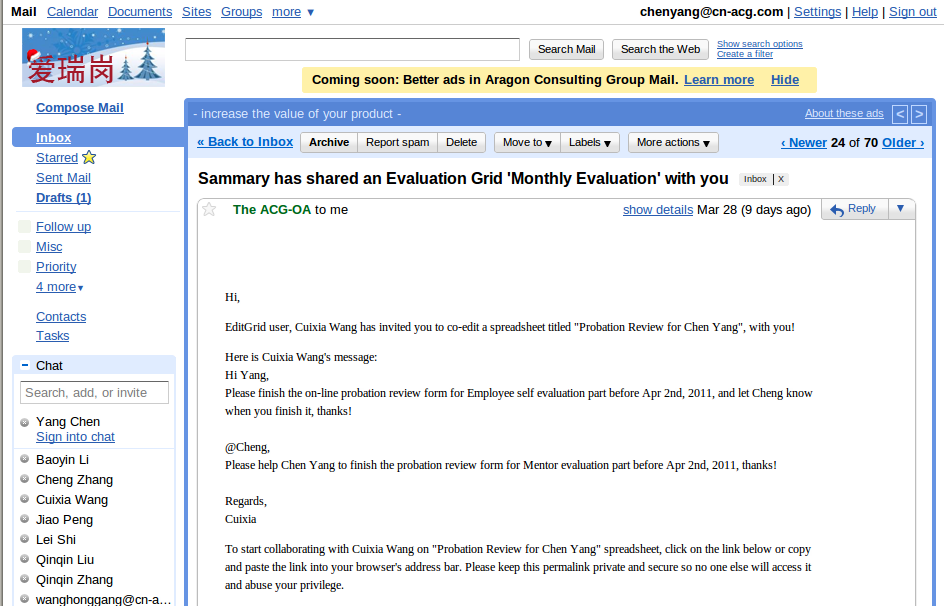 Mail Calendar Documents Sites Groups more ▼
chenyang@cn-acg.com | Settings | Help | Sign out
爱瑞岗
Search Mail Search the Web Show search options
Create a filter
Coming soon: Better ads in Aragon Consulting Group Mail. Learn more Hide
Compose Mail
Inbox
Starred
Sent Mail
Drafts (1)
Follow up
Misc
Priority
4 more▼
Contacts
Tasks
Chat
Search, add, or invite
Yang Chen
Sign into chat
Baoyin Li
Cheng Zhang
Cuixia Wang
Jiao Peng
Lei Shi
Qinqin Liu
Qinqin Zhang
wanghonggang@cn-a…
- increase the value of your product -
About these ads < >
« Back to Inbox Archive Report spam Delete Move to ▼ Labels ▼ More actions ▼ ‹ Newer 24 of 70 Older ›
Sammary has shared an Evaluation Grid 'Monthly Evaluation' with you Inbox | X
The ACG-OA to me show details Mar 28 (9 days ago) Reply ▼
Hi,
EditGrid user, Cuixia Wang has invited you to co-edit a spreadsheet titled "Probation Review for Chen Yang", with you!
Here is Cuixia Wang's message:
Hi Yang,
Please finish the on-line probation review form for Employee self evaluation part before Apr 2nd, 2011, and let Cheng know
when you finish it, thanks!
@Cheng,
Please help Chen Yang to finish the probation review form for Mentor evaluation part before Apr 2nd, 2011, thanks!
Regards,
Cuixia
To start collaborating with Cuixia Wang on "Probation Review for Chen Yang" spreadsheet, click on the link below or copy
and paste the link into your browser's address bar. Please keep this permalink private and secure so no one else will access it
and abuse your privilege.